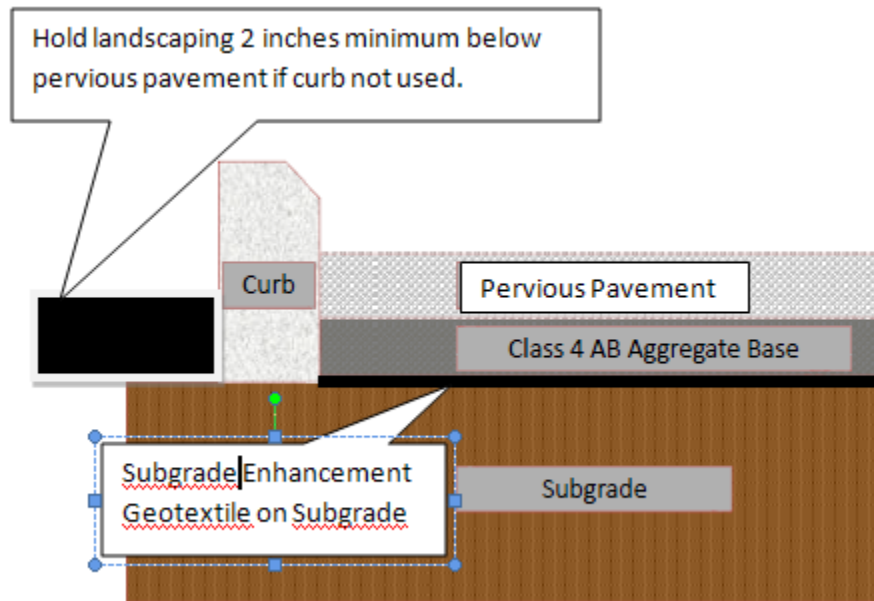 Hold landscaping 2 inches minimum below
pervious pavement if curb not used.
Curb
Pervious Pavement
Class 4 AB Aggregate Base
Subgrade Enhancement
Geotextile on Subgrade
Subgrade